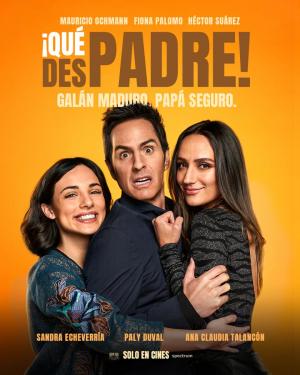 MAURICIO OCHMANN FIONA PALOMO HÉCTOR SUÁREZ
¡QUÉ
DESPADRE!
GALÁN MADURO, PAPÁ SEGURO.
SANDRA ECHEVERRÍA PALY DUVAL ANA CLAUDIA TALANCÓN
SOLO EN CINES spectrum